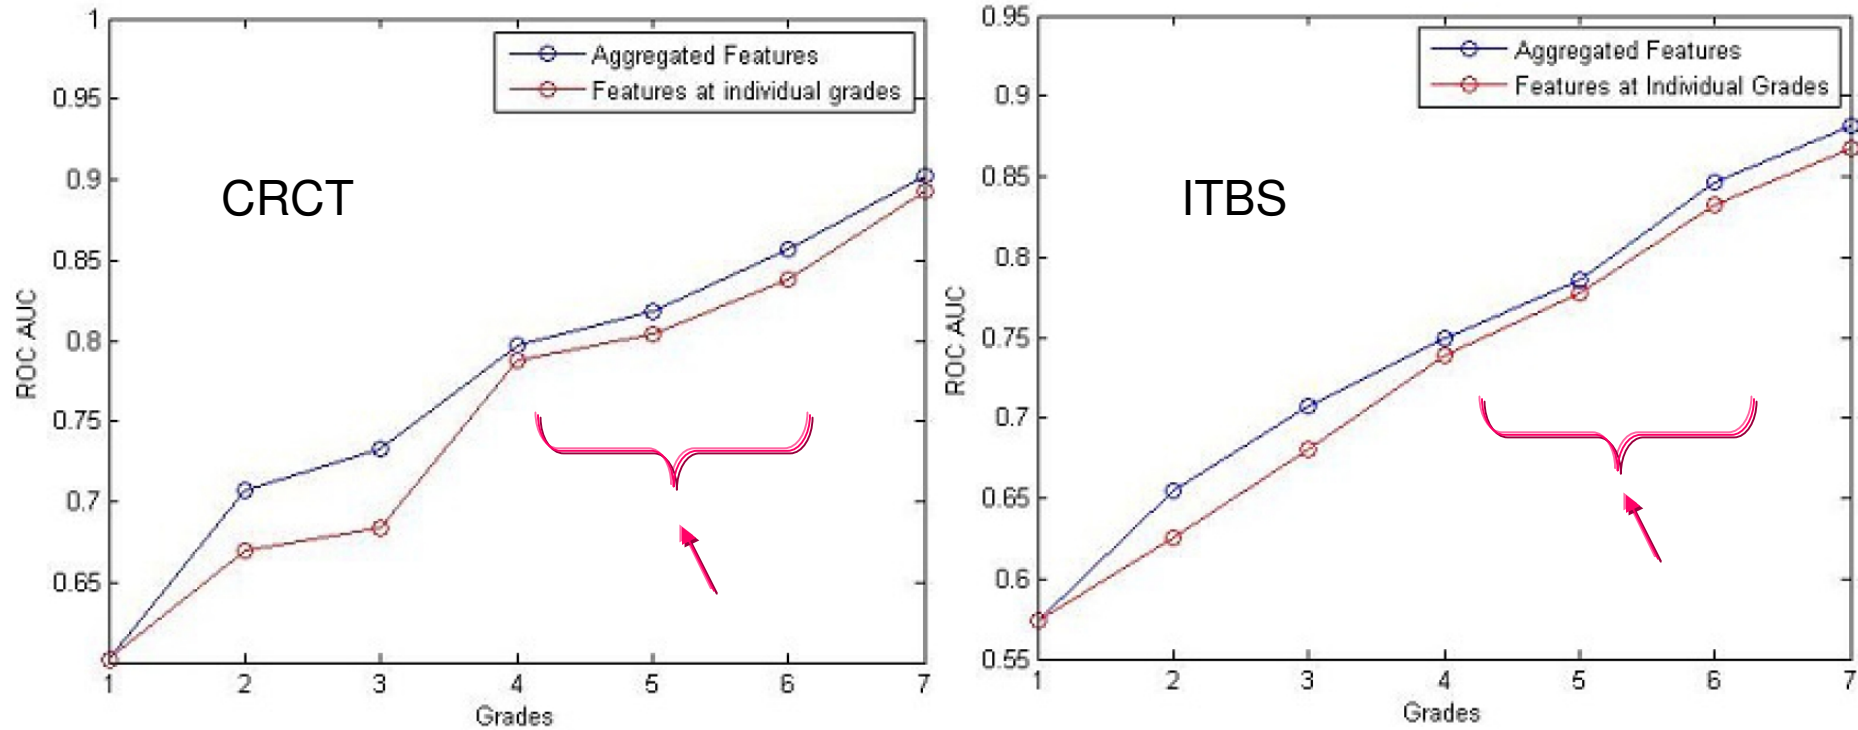 CRCT
Aggregated Features
Features at individual grades
1
0.95
0.9
0.85
0.8
0.75
0.7
0.65
ROC AUC
1 2 3 4 5 6 7
Grades
ITBS
Aggregated Features
Features at Individual Grades
0.95
0.9
0.85
0.8
0.75
0.7
0.65
0.6
0.55
ROC AUC
1 2 3 4 5 6 7
Grades